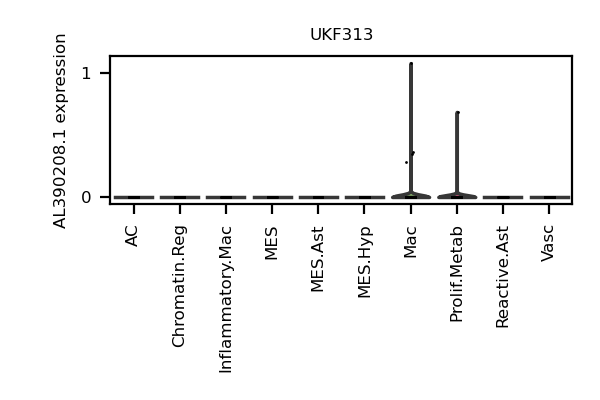 UKF313
AL390208.1 expression
1
0
AC
Chromatin.Reg
Inflammatory.Mac
MES
MES.Ast
MES.Hyp
Mac
Prolif.Metab
Reactive.Ast
Vasc